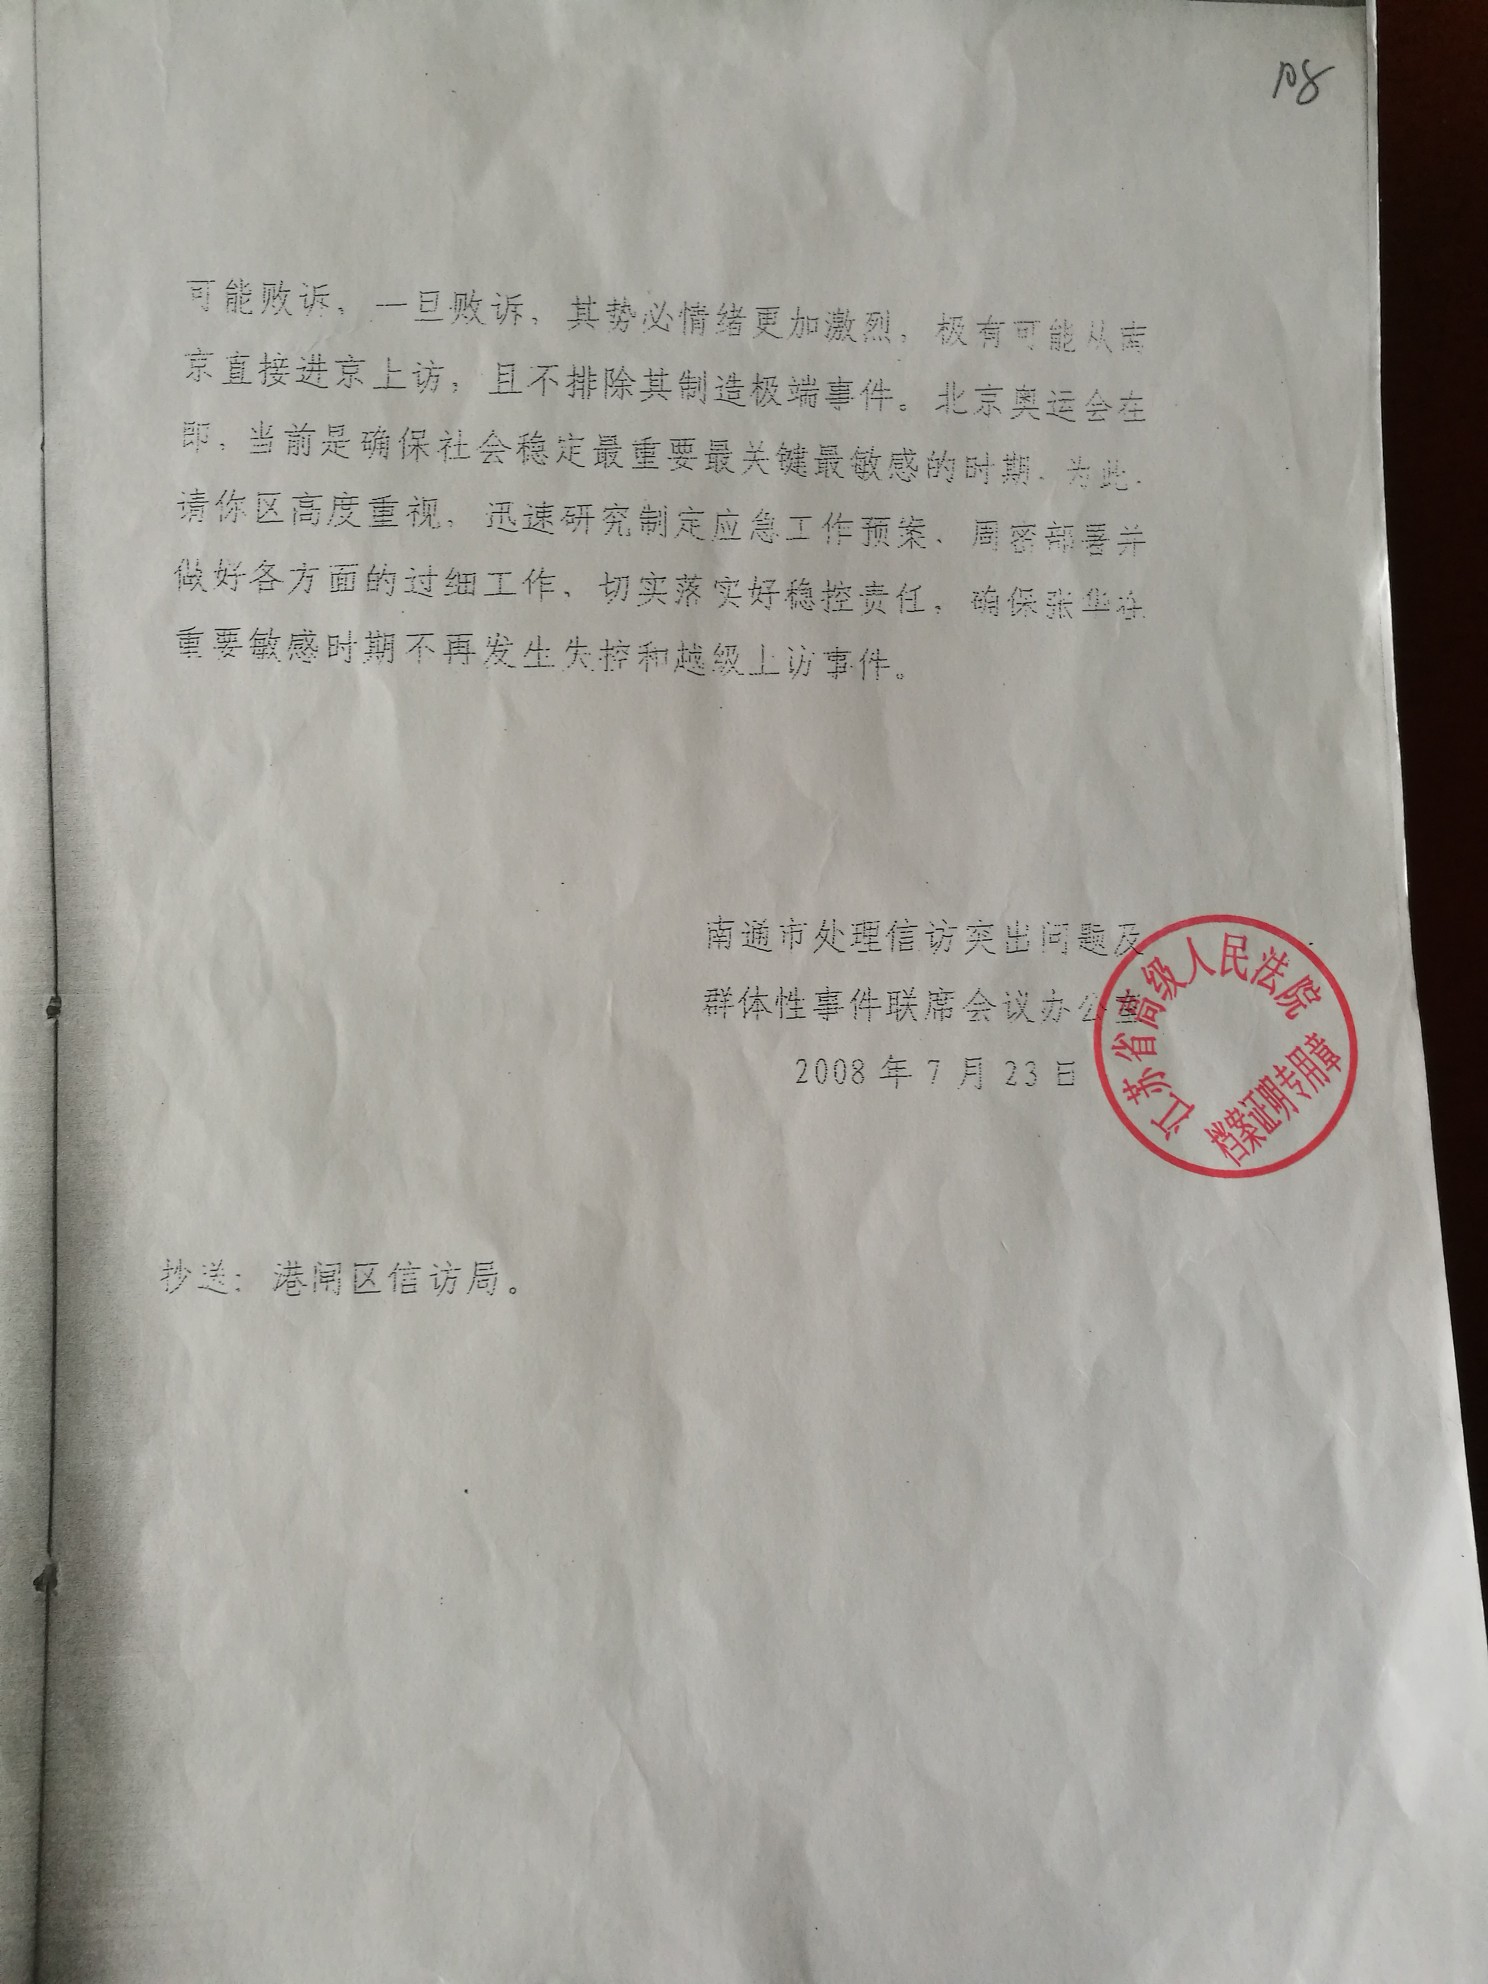 108
可能败诉，一旦败诉，其势必情绪更加激烈，极有可能从南
京直接进京上访，且不排除其制造极端事件。北京奥运会在
即，当前是确保社会稳定最重要最关键最敏感的时期，为此，
请你区高度重视，迅速研究制定应急工作预案，周密部署并
做好各方面的过细工作，切实落实好稳控责任，确保张华在
重要敏感时期不再发生失控和越级上访事件。
南通市处理信访突出问题及
群体性事件联席会议办公室
2008年7月23日
江苏省高级人民法院
档案证明专用章
抄送：港闸区信访局。